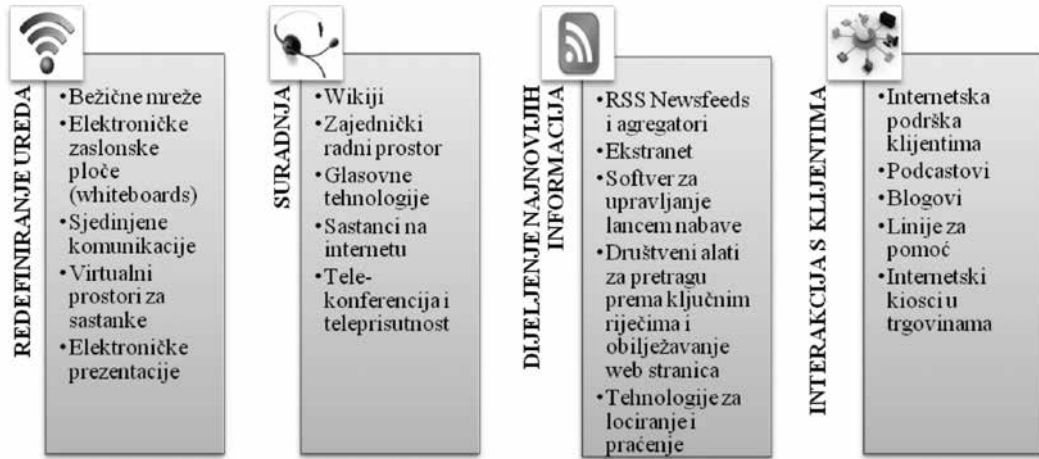 REDEFINIRANJE UREDA
•Bežične mreže
•Elektroničke
zaslonske
ploče
(whiteboards)
•Sjedinjene
komunikacije
•Virtualni
prostori za
sastanke
•Elektroničke
prezentacije
SURADNJA
•Wikiji
•Zajednički
radni prostor
•Glasovne
tehnologije
•Sastanci na
internetu
•Tele-
konferencija i
teleprisutnost
DIJELJENJE NAJNOVIJIH
INFORMACIJA
•RSS Newsfeeds
i agregatori
•Ekstranet
•Softver za
upravljanje
lancem nabave
•Društveni alati
za pretragu
prema ključnim
riječima i
obilježavanje
web stranica
•Tehnologije za
lociranje i
praćenje
INTERAKCIJA S KLIJENTIMA
•Internetska
podrška
klijentima
•Podcastovi
•Blogovi
•Linije za
pomoć
•Internetski
kiosci u
trgovinama